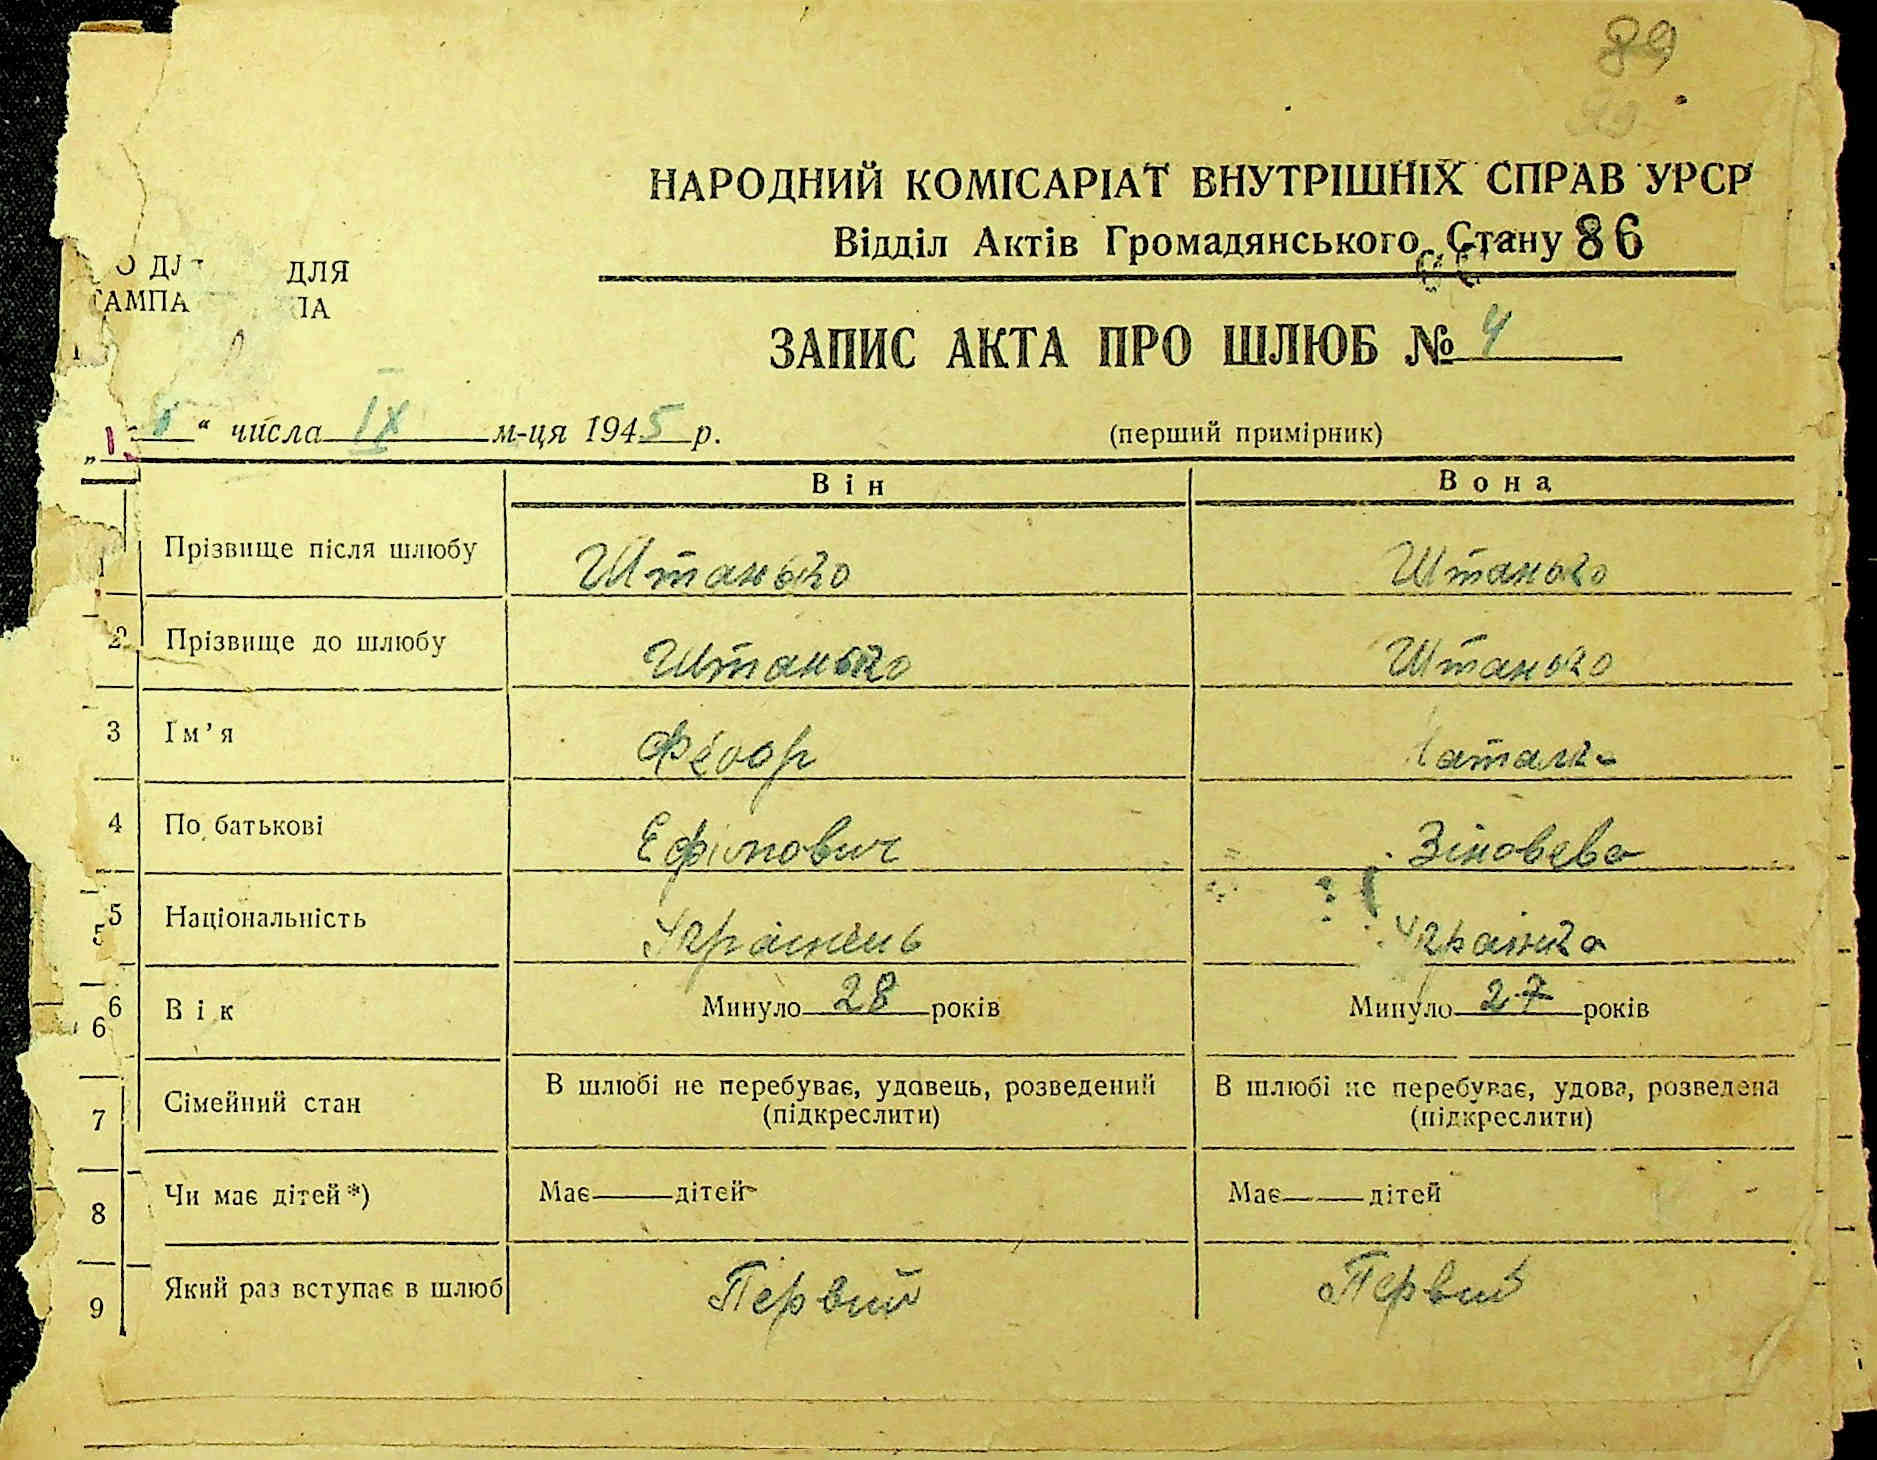 89
НАРОДНИЙ КОМІСАРІАТ ВНУТРІШНІХ СПРАВ УРСР
Відділ Актів Громадянського Стану 86
ДЛЯ
ЗАПИС АКТА ПРО ШЛЮБ № 4
" числа IX м-ця 1945 р.
(перший примірник)
Він Вона
1 Прізвище після шлюбу Штанько Штанько
2 Прізвище до шлюбу Штанько Штанько
3 Ім'я Федор Наталка
4 По батькові Єфімович Зіновєва
5 Національність Українець Українка
6 Вік Минуло 28 років Минуло 27 років
6
7 Сімейний стан В шлюбі не перебуває, удовець, розведений (підкреслити) В шлюбі не перебуває, удова, розведена (підкреслити)
8 Чи має дітей *) Має—дітей Має—дітей
9 Який раз вступає в шлюб Первий Первий